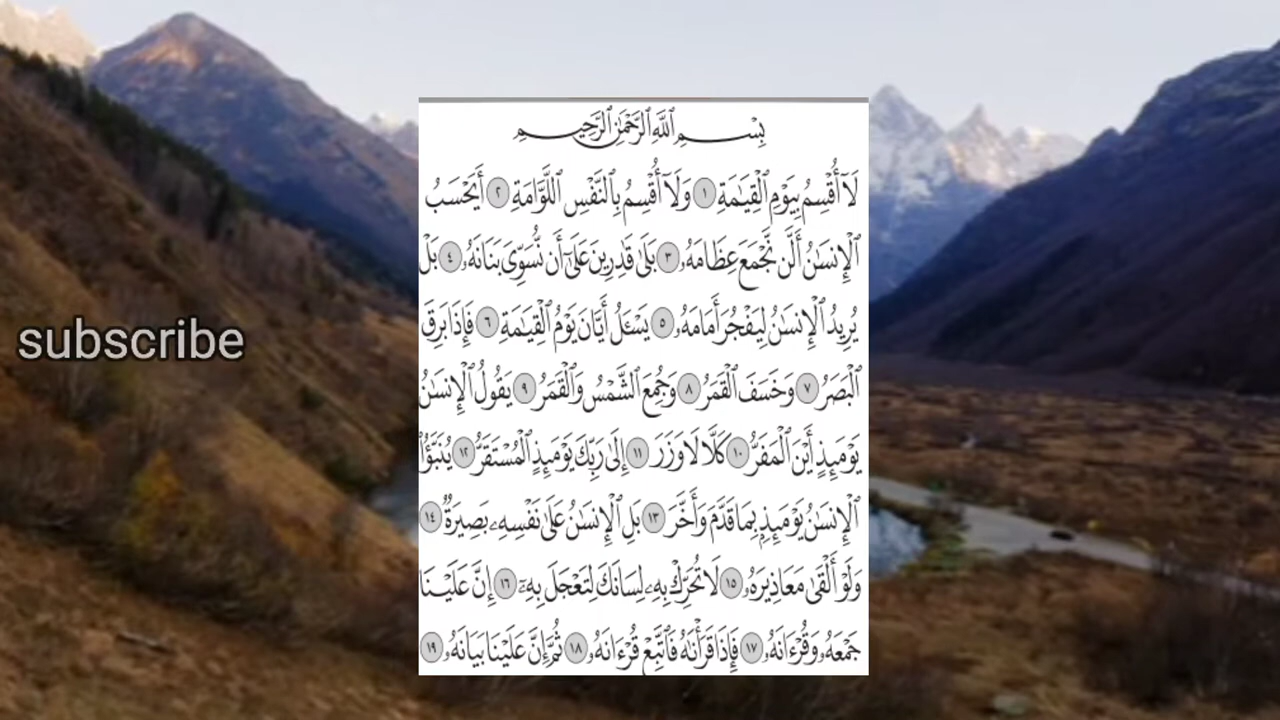 بِسْمِ ٱللَّهِ ٱلرَّحْمَٰنِ ٱلرَّحِيمِ
لَآ أُقْسِمُ بِيَوْمِ ٱلْقِيَٰمَةِ ١ وَلَآ أُقْسِمُ بِٱلنَّفْسِ ٱللَّوَّامَةِ ٢ أَيَحْسَبُ
ٱلْإِنسَٰنُ أَلَّن نَّجْمَعَ عِظَامَهُۥ ٣ بَلَىٰ قَٰدِرِينَ عَلَىٰٓ أَن نُّسَوِّىَ بَنَانَهُۥ ٤ بَلْ
يُرِيدُ ٱلْإِنسَٰنُ لِيَفْجُرَ أَمَامَهُۥ ٥ يَسْـَٔلُ أَيَّانَ يَوْمُ ٱلْقِيَٰمَةِ ٦ فَإِذَا بَرِقَ
ٱلْبَصَرُ ٧ وَخَسَفَ ٱلْقَمَرُ ٨ وَجُمِعَ ٱلشَّمْسُ وَٱلْقَمَرُ ٩ يَقُولُ ٱلْإِنسَٰنُ
يَوْمَئِذٍ أَيْنَ ٱلْمَفَرُّ ١٠ كَلَّا لَا وَزَرَ ١١ إِلَىٰ رَبِّكَ يَوْمَئِذٍ ٱلْمُسْتَقَرُّ ١٢ يُنَبَّؤُا۟
ٱلْإِنسَٰنُ يَوْمَئِذٍۭ بِمَا قَدَّمَ وَأَخَّرَ ١٣ بَلِ ٱلْإِنسَٰنُ عَلَىٰ نَفْسِهِۦ بَصِيرَةٌ ١٤
وَلَوْ أَلْقَىٰ مَعَاذِيرَهُۥ ١٥ لَا تُحَرِّكْ بِهِۦ لِسَانَكَ لِتَعْجَلَ بِهِۦٓ ١٦ إِنَّ عَلَيْنَا
جَمْعَهُۥ وَقُرْءَانَهُۥ ١٧ فَإِذَا قَرَأْنَٰهُ فَٱتَّبِعْ قُرْءَانَهُۥ ١٨ ثُمَّ إِنَّ عَلَيْنَا بَيَانَهُۥ ١٩
subscribe